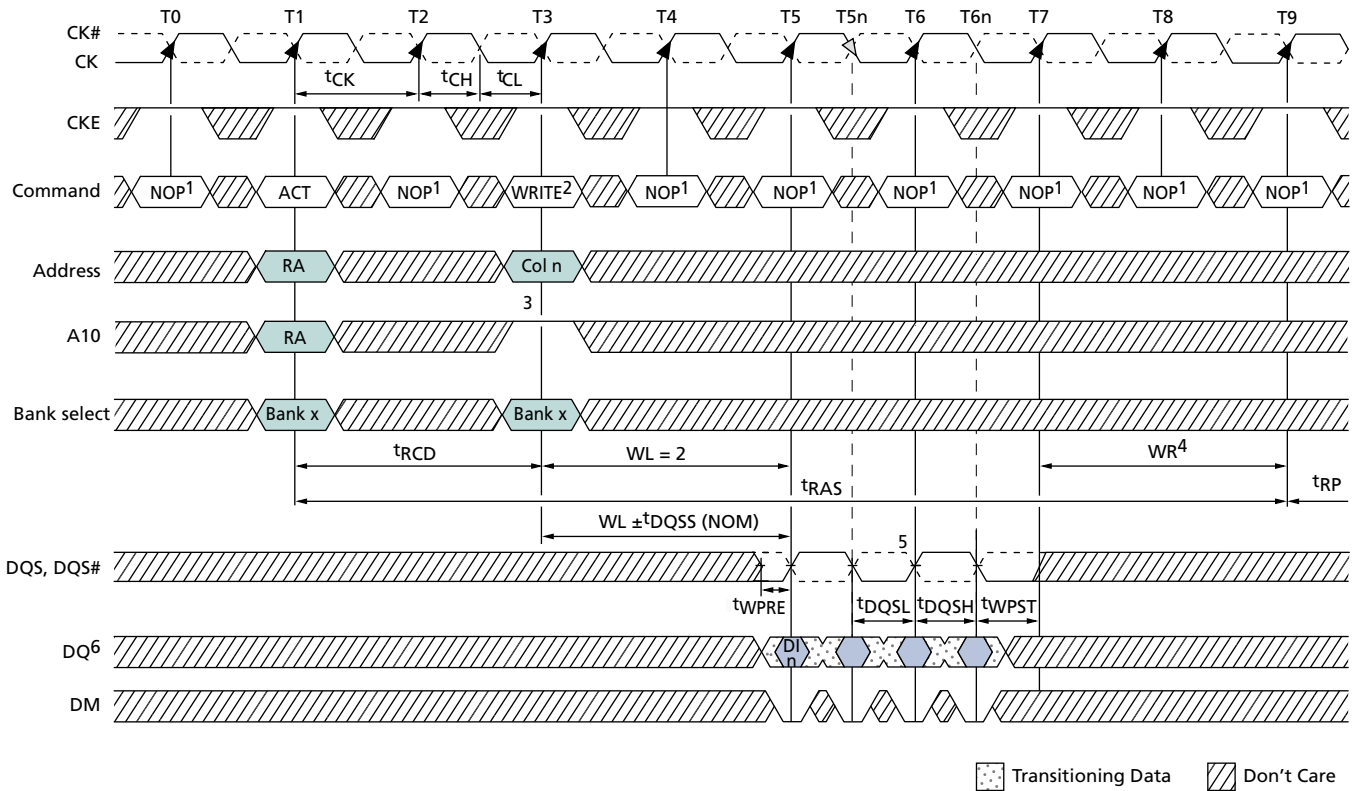 T0 T1 T2 T3 T4 T5 T5n T6 T6n T7 T8 T9
CK#
CK
tCK tCH tCL
CKE
Command NOP1 ACT NOP1 WRITE2 NOP1 NOP1 NOP1 NOP1 NOP1 NOP1
Address RA Col n
3
A10 RA
Bank select Bank x Bank x
tRCD WL = 2 WR4
tRAS tRP
WL ±tDQSS (NOM)
5
DQS, DQS#
tWPRE tDQSL tDQSH tWPST
DQ6 DI
n
DM
Transitioning Data Don't Care